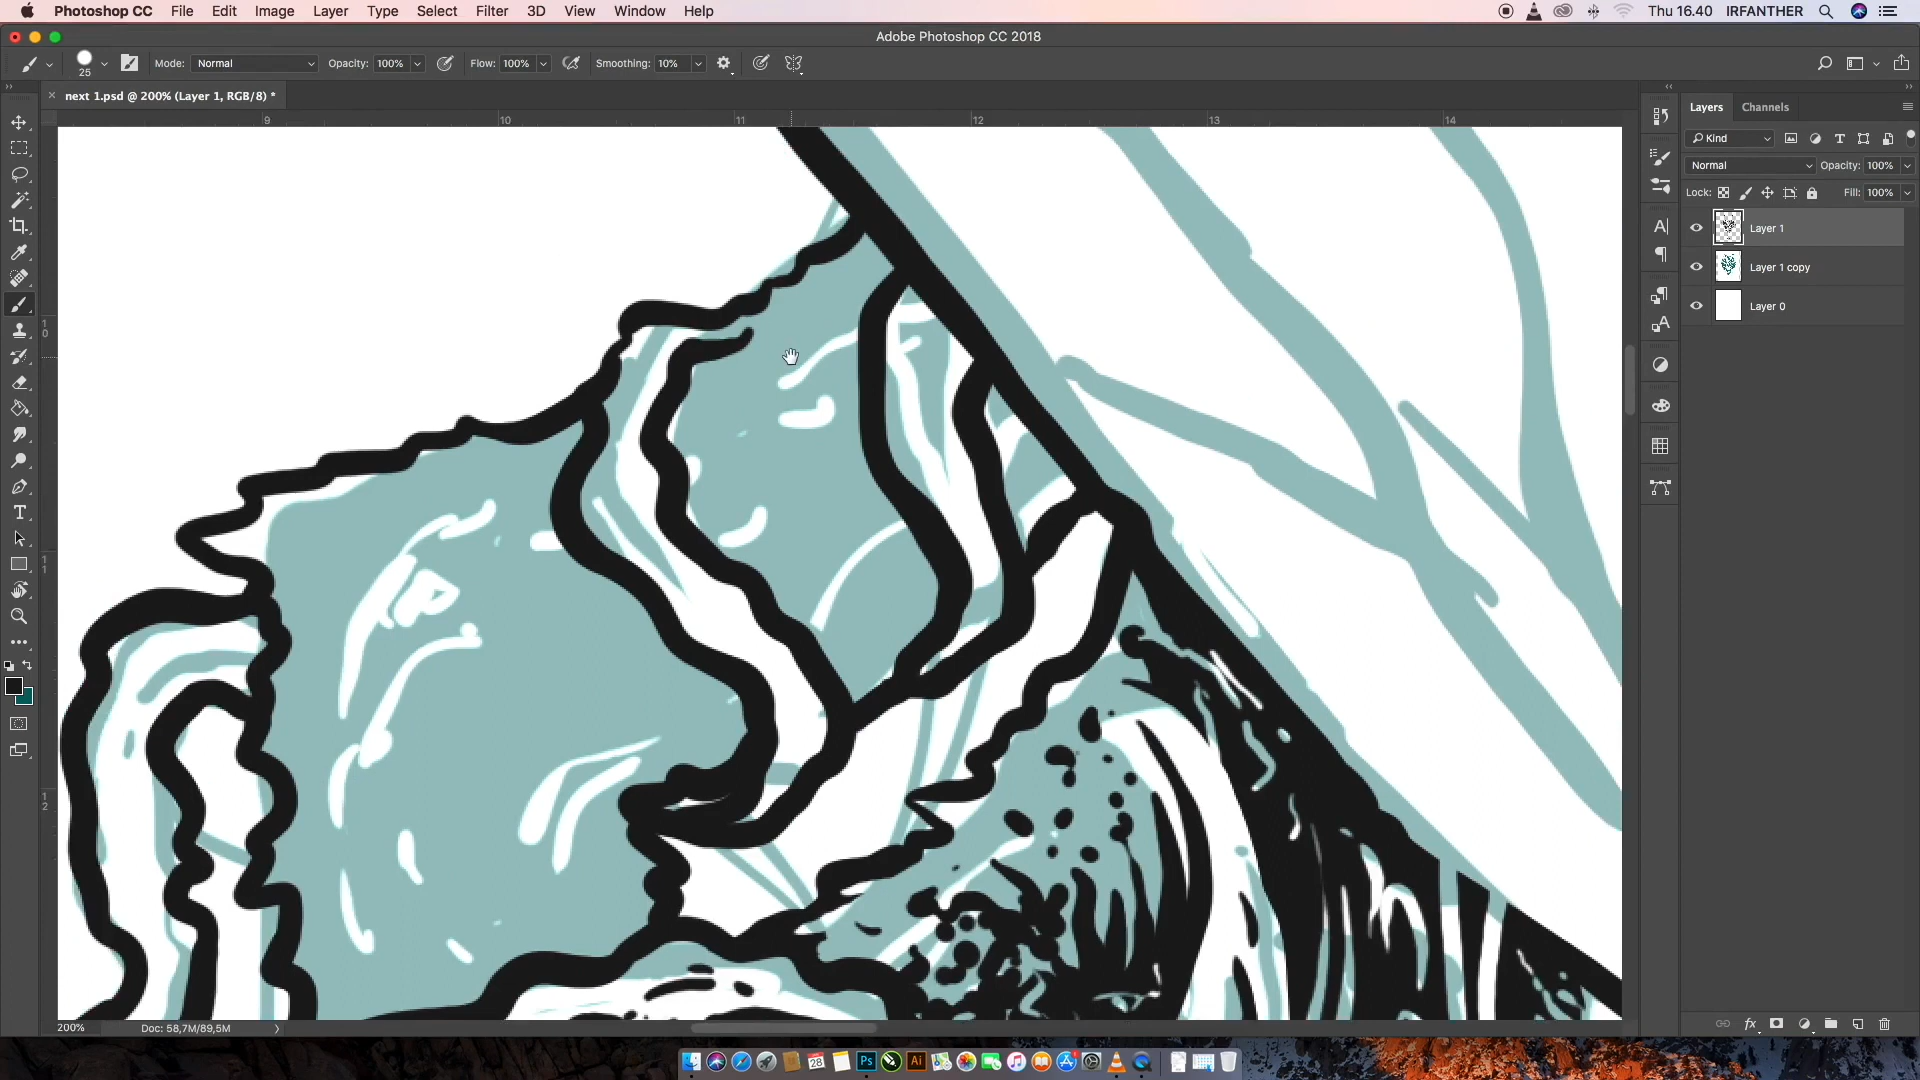 Photoshop CC File Edit Image Layer Type Select Filter 3D View Window Help Thu 16.40 IRFANTHER
Adobe Photoshop CC 2018
25 Mode: Normal Opacity: 100% Flow: 100% Smoothing: 10%
next 1.psd @ 200% (Layer 1, RGB/8) *
9 10 11 12 13 14
10
11
12
Layers Channels
Kind
Normal Opacity: 100%
Lock: Fill: 100%
Layer 1
Layer 1 copy
Layer 0
200% Doc: 58,7M/89,5M